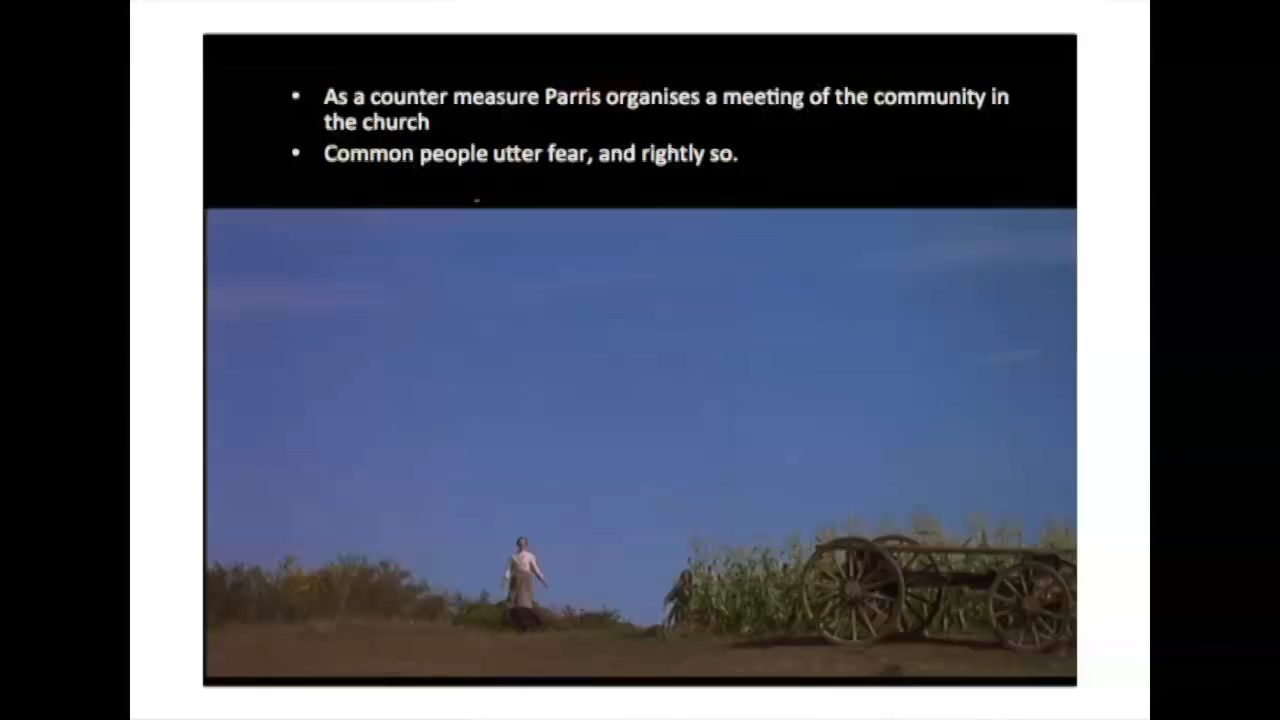 • As a counter measure Parris organises a meeting of the community in
the church
• Common people utter fear, and rightly so.